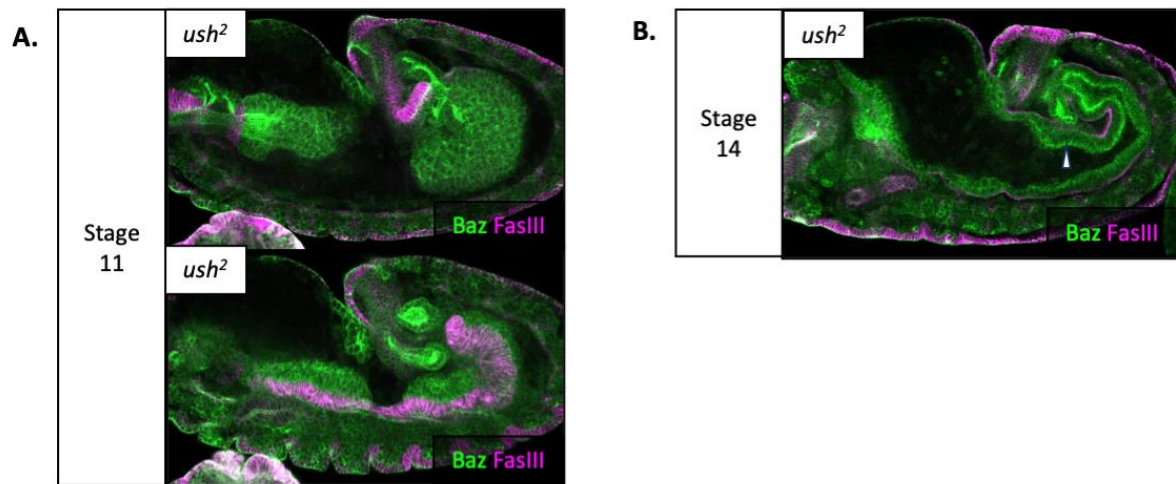 A.
ush²
Stage
11
Baz FasIII
ush²
Baz FasIII
B.
ush²
Stage
14
Baz FasIII